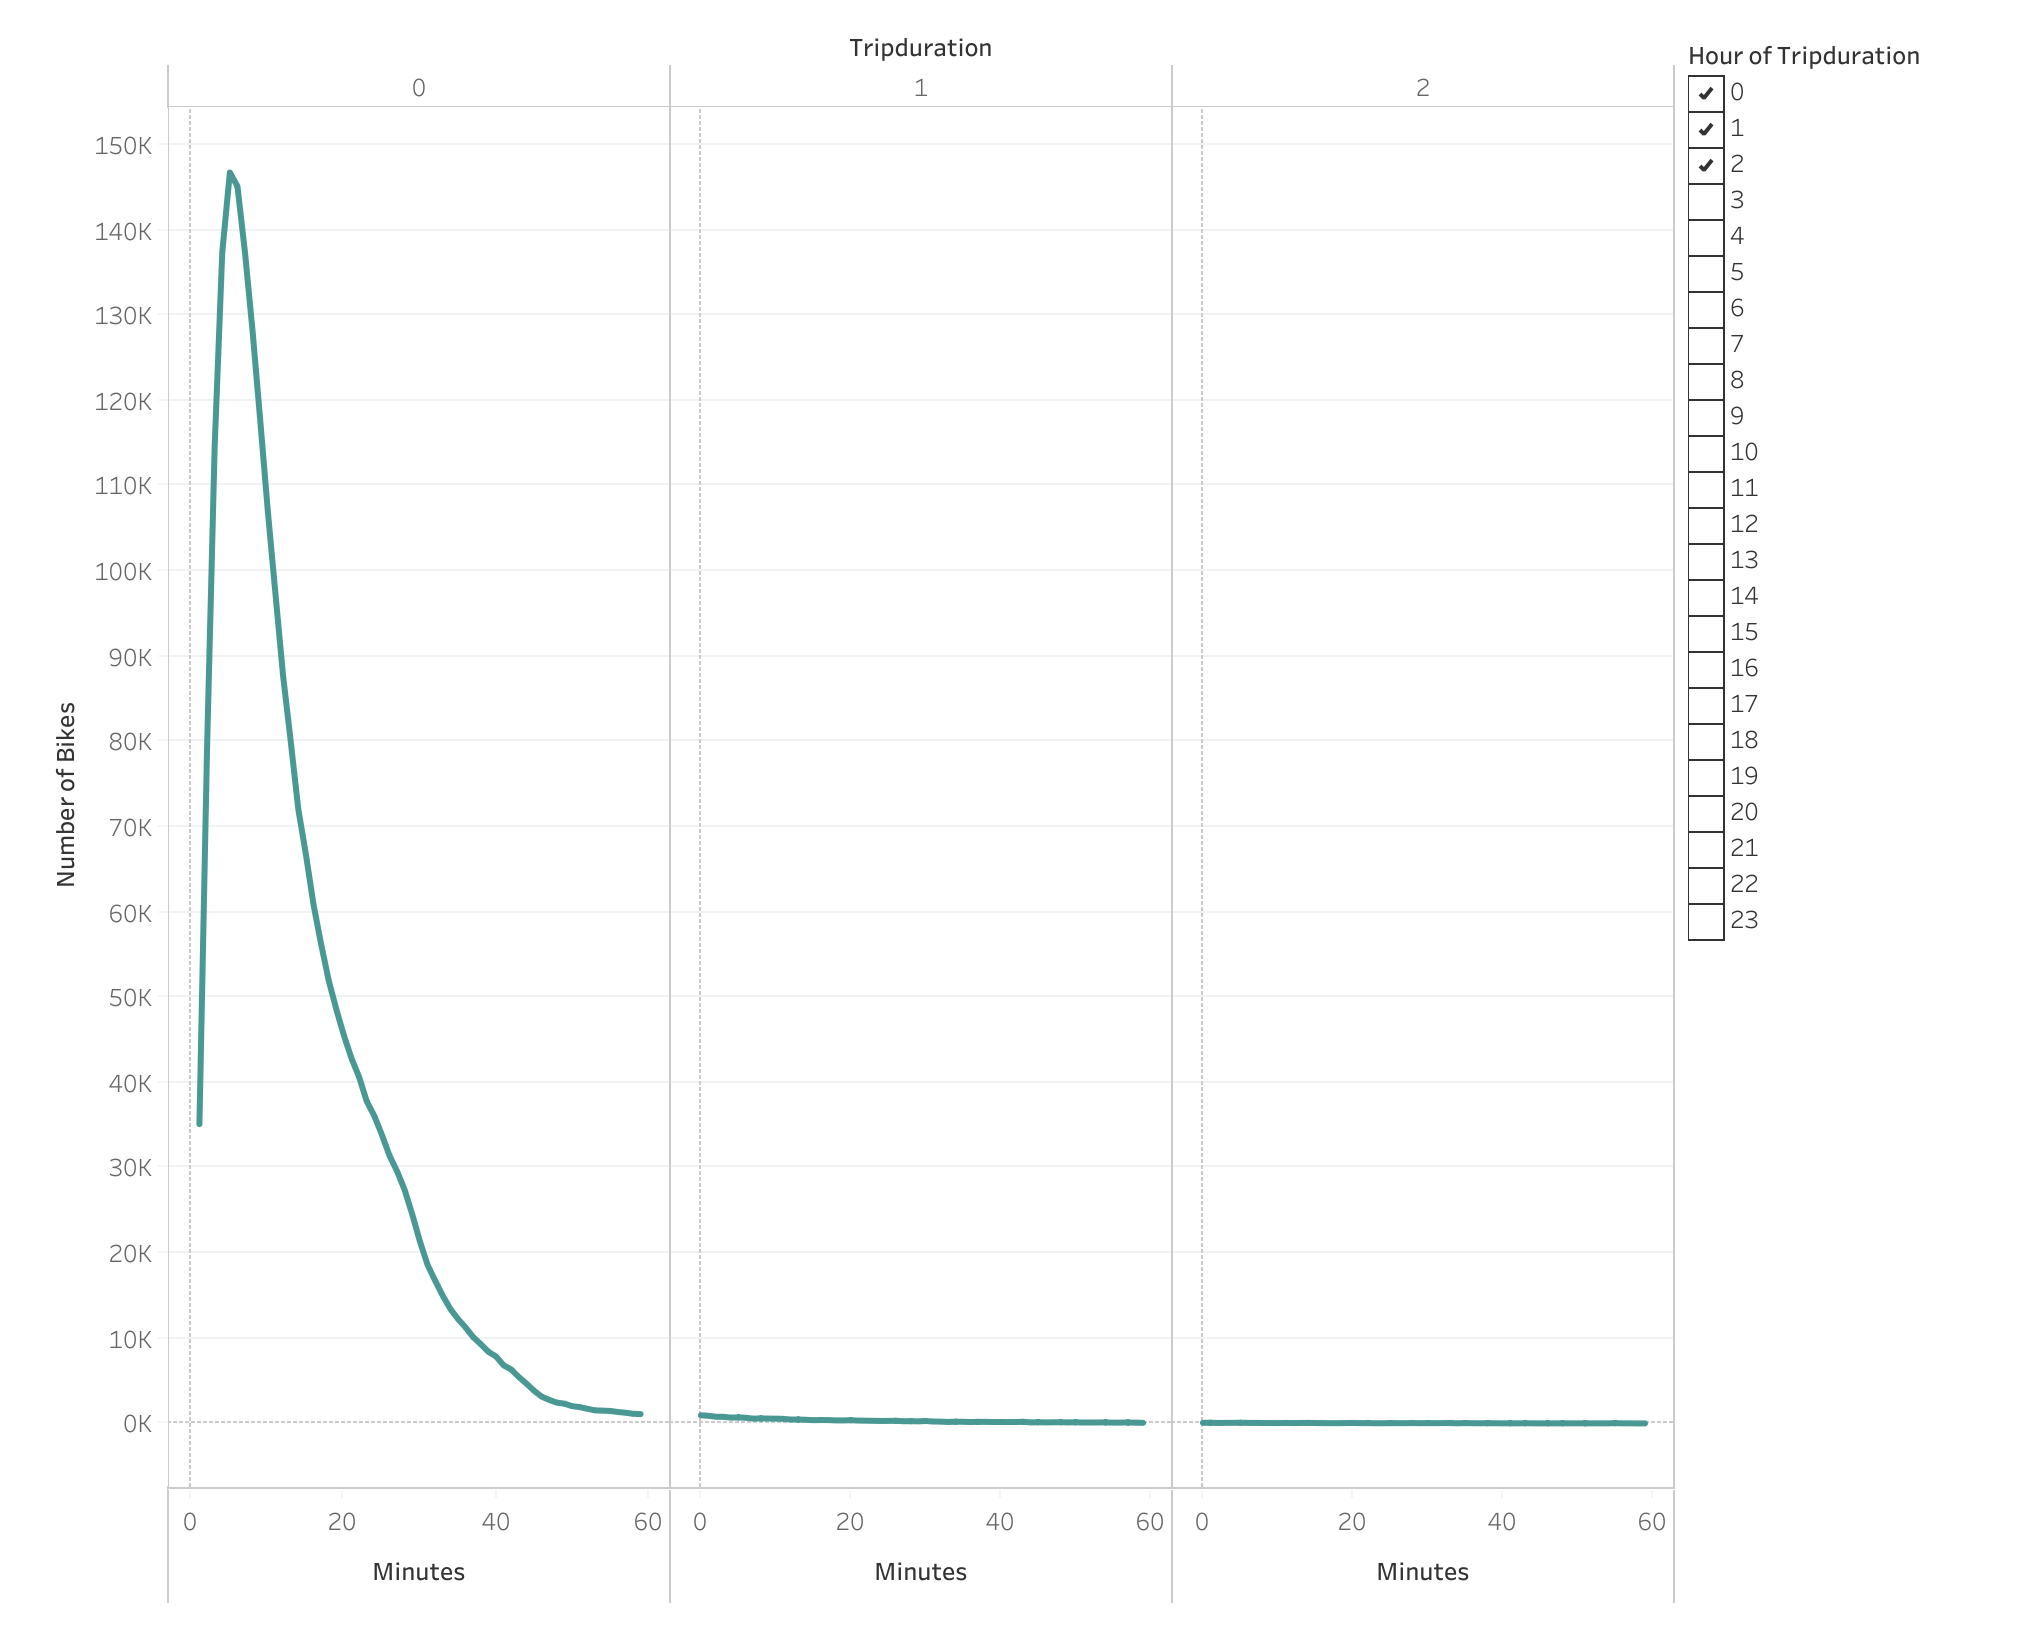 Tripduration
0 1 2
150K
140K
130K
120K
110K
100K
90K
80K
70K
60K
50K
40K
30K
20K
10K
0K
Number of Bikes
0 20 40 60 0 20 40 60 0 20 40 60
Minutes Minutes Minutes
Hour of Tripduration
0
1
2
3
4
5
6
7
8
9
10
11
12
13
14
15
16
17
18
19
20
21
22
23